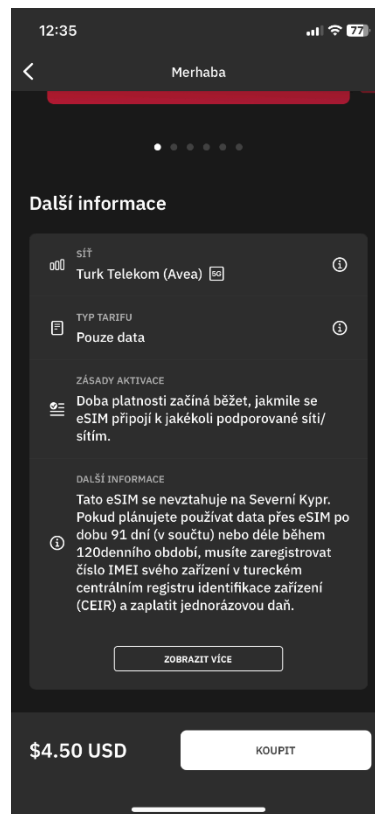 12:35
77
Merhaba
Další informace
SÍŤ
Turk Telekom (Avea) 5G
TYP TARIFU
Pouze data
ZÁSADY AKTIVACE
Doba platnosti začíná běžet, jakmile se
eSIM připojí k jakékoli podporované síti/
sítím.
DALŠÍ INFORMACE
Tato eSIM se nevztahuje na Severní Kypr.
Pokud plánujete používat data přes eSIM po
dobu 91 dní (v součtu) nebo déle během
120denního období, musíte zaregistrovat
číslo IMEI svého zařízení v tureckém
centrálním registru identifikace zařízení
(CEIR) a zaplatit jednorázovou daň.
ZOBRAZIT VÍCE
$4.50 USD
KOUPIT